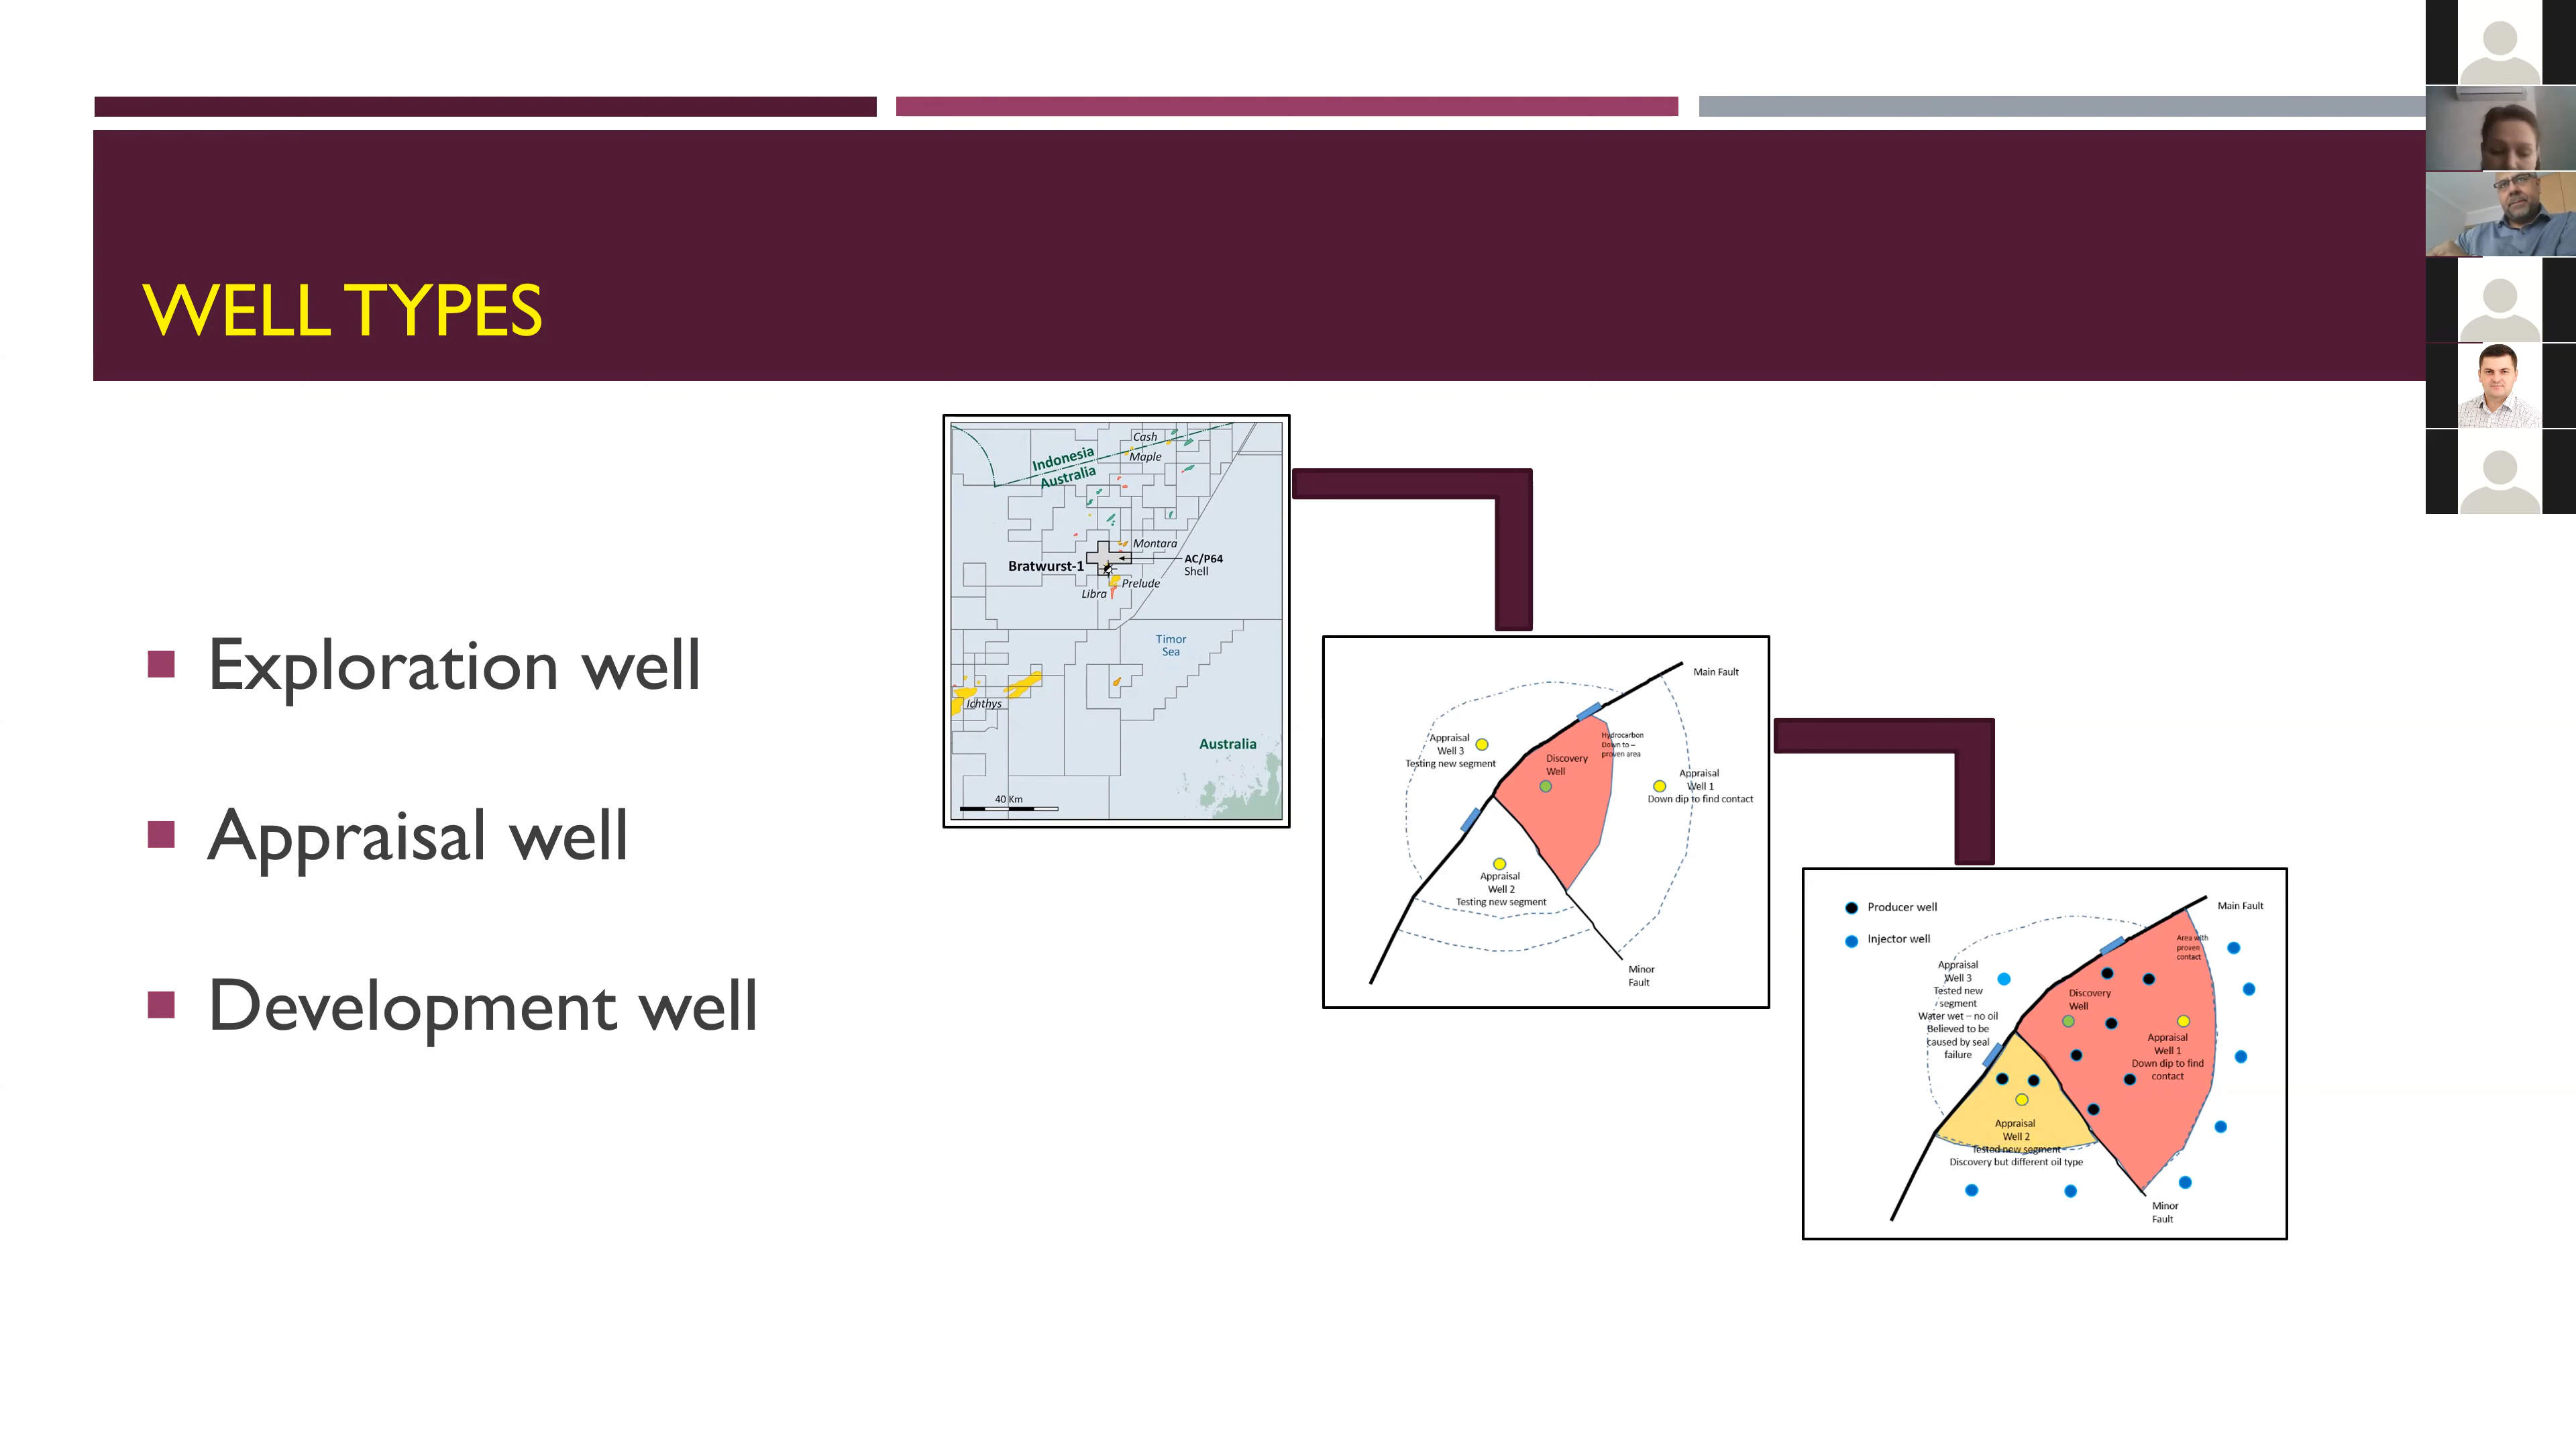 WELL TYPES
Exploration well
Appraisal well
Development well
Cash
Maple
Indonesia
Australia
Montara
Bratwurst-1
AC/P64
Shell
Prelude
Libra
Timor
Sea
Ichthys
Australia
40 Km
Main Fault
Appraisal
Well 3
Testing new segment
Hydrocarbon
Down to –
proven area
Discovery
Well
Appraisal
Well 1
Down dip to find contact
Appraisal
Well 2
Testing new segment
Minor
Fault
Producer well
Injector well
Main Fault
Area with
proven
contact
Appraisal
Well 3
Tested new
segment
Water wet – no oil
Believed to be
caused by seal
failure
Discovery
Well
Appraisal
Well 1
Down dip to find
contact
Appraisal
Well 2
Tested new segment
Discovery but different oil type
Minor
Fault